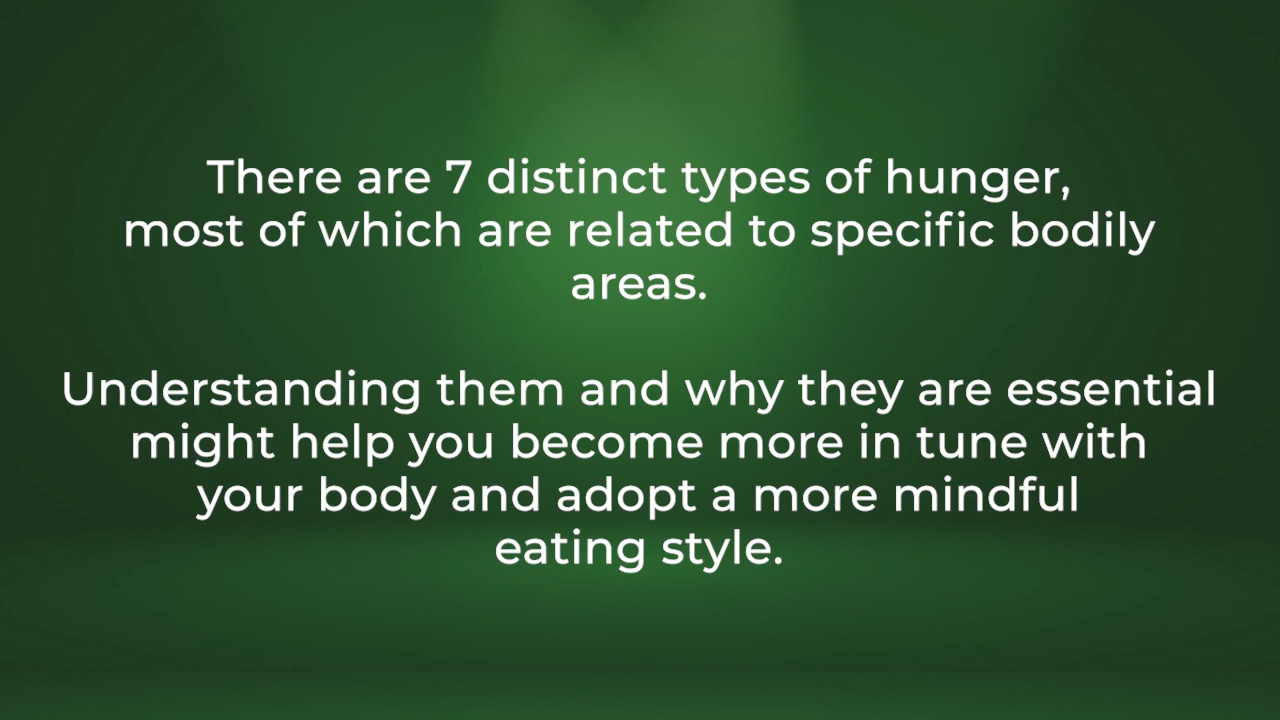 There are 7 distinct types of hunger,
most of which are related to specific bodily
areas.
Understanding them and why they are essential
might help you become more in tune with
your body and adopt a more mindful
eating style.